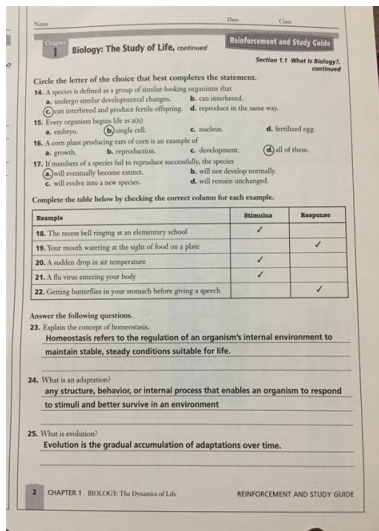 Name Date Class
Chapter
1
Biology: The Study of Life, continued
Reinforcement and Study Guide
Section 1.1 What Is Biology?,
continued
Circle the letter of the choice that best completes the statement.
14. A species is defined as a group of similar-looking organisms that
a. undergo similar developmental changes. b. can interbreed.
c. can interbreed and produce fertile offspring. d. reproduce in the same way.
15. Every organism begins life as a(n)
a. embryo. b. single cell. c. nucleus. d. fertilized egg.
16. A corn plant producing ears of corn is an example of
a. growth. b. reproduction. c. development. d. all of these.
17. If members of a species fail to reproduce successfully, the species
a. will eventually become extinct. b. will not develop normally.
c. will evolve into a new species. d. will remain unchanged.
Complete the table below by checking the correct column for each example.
Example Stimulus Response
18. The recess bell ringing at an elementary school ✓
19. Your mouth watering at the sight of food on a plate ✓
20. A sudden drop in air temperature ✓
21. A flu virus entering your body ✓
22. Getting butterflies in your stomach before giving a speech ✓
Answer the following questions.
23. Explain the concept of homeostasis.
Homeostasis refers to the regulation of an organism's internal environment to
maintain stable, steady conditions suitable for life.
24. What is an adaptation?
any structure, behavior, or internal process that enables an organism to respond
to stimuli and better survive in an environment
25. What is evolution?
Evolution is the gradual accumulation of adaptations over time.
2 CHAPTER 1 BIOLOGY: The Dynamics of Life REINFORCEMENT AND STUDY GUIDE